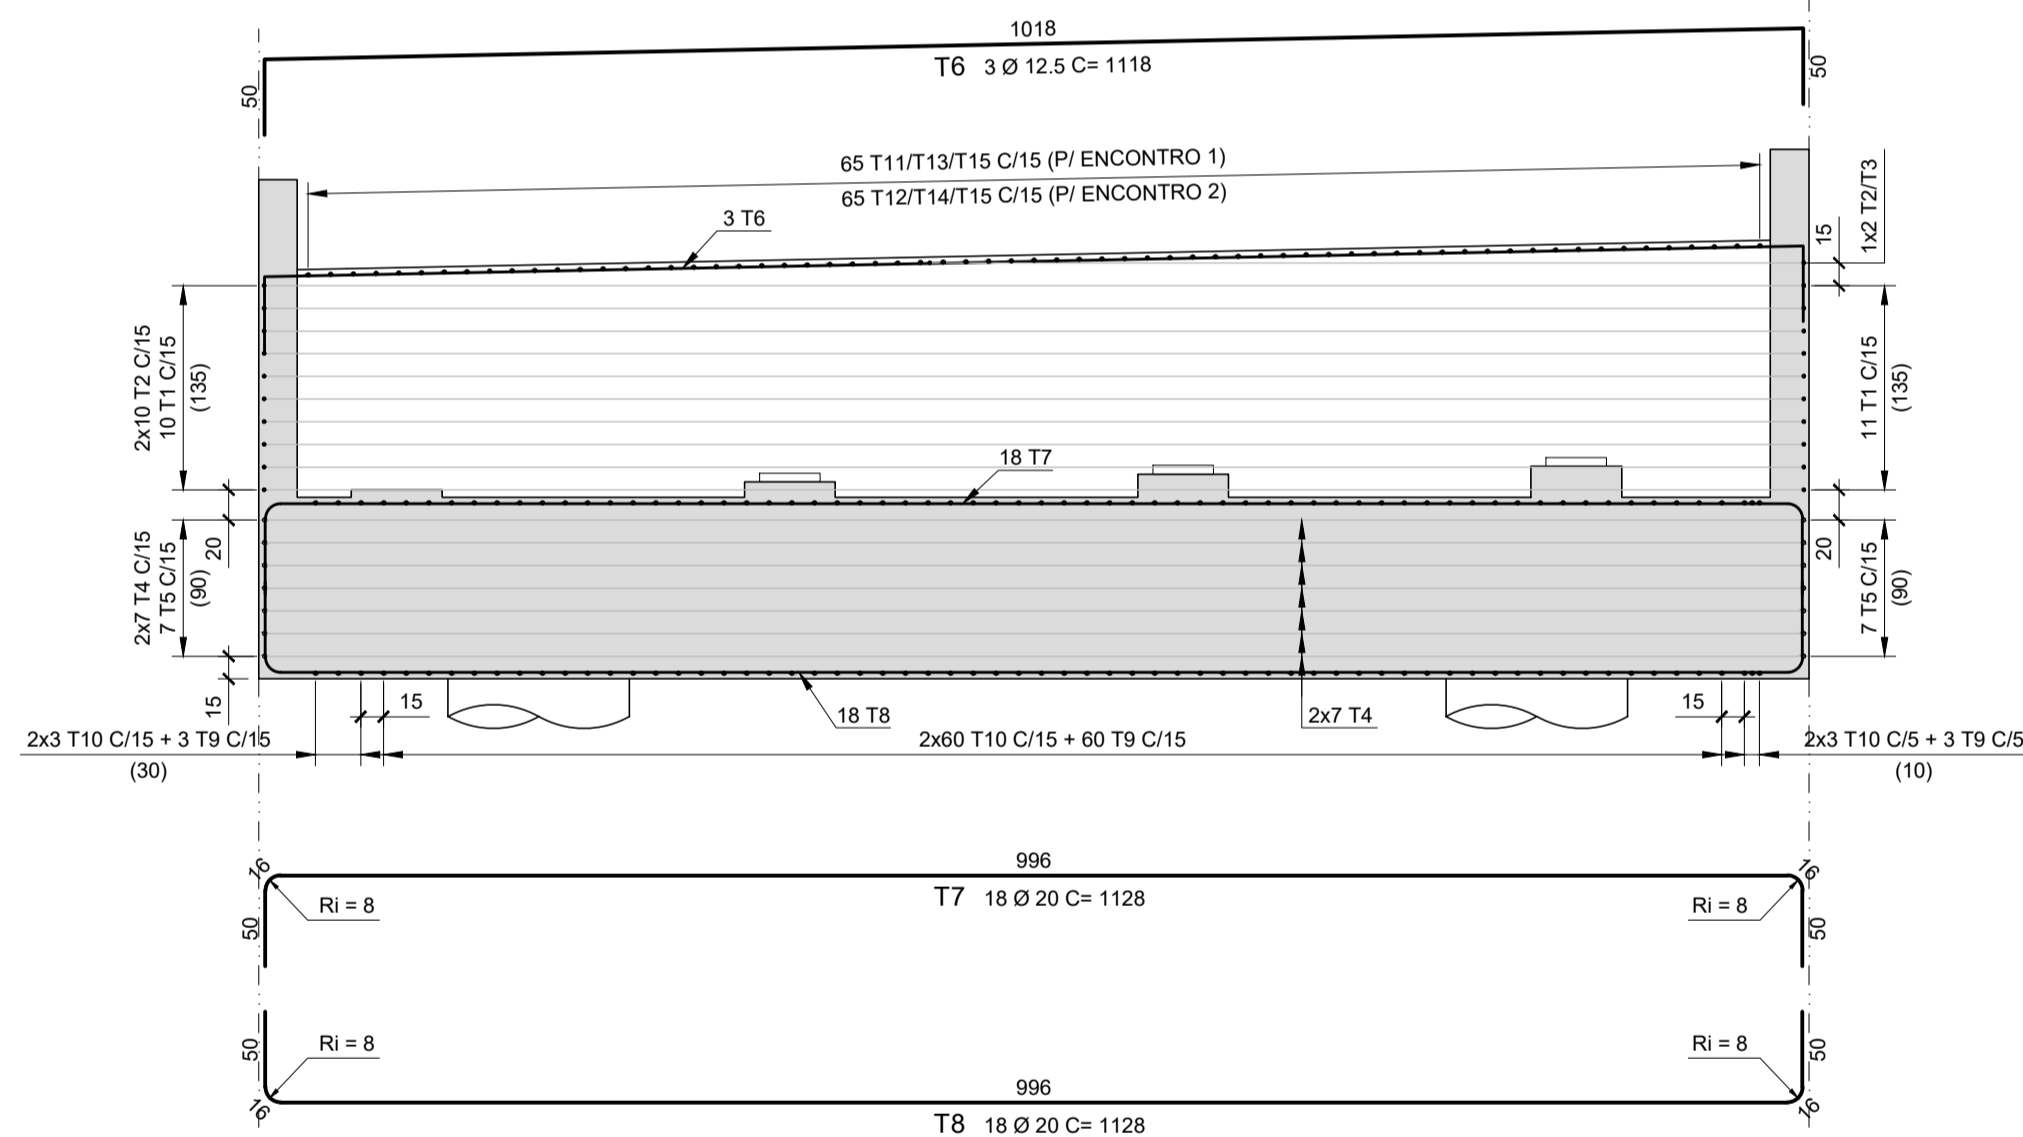 1018
T6 3 Ø 12.5 C= 1118
50
50
65 T11/T13/T15 C/15 (P/ ENCONTRO 1)
65 T12/T14/T15 C/15 (P/ ENCONTRO 2)
3 T6
1x2 T2/T3
15
2x10 T2 C/15
10 T1 C/15
(135)
11 T1 C/15
(135)
18 T7
2x7 T4 C/15
7 T5 C/15
(90)
20
20
7 T5 C/15
(90)
15
15
18 T8
2x7 T4
15
2x3 T10 C/15 + 3 T9 C/15
(30)
2x60 T10 C/15 + 60 T9 C/15
2x3 T10 C/5 + 3 T9 C/5
(10)
16
996
16
T7 18 Ø 20 C= 1128
Ri = 8
Ri = 8
50
50
50
Ri = 8
Ri = 8
50
16
996
16
T8 18 Ø 20 C= 1128